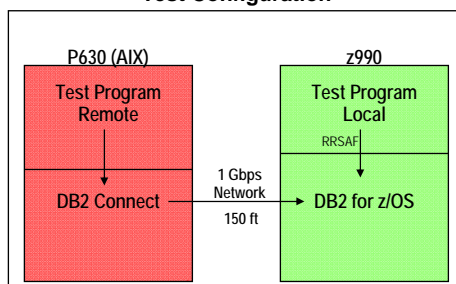 Test Configuration
P630 (AIX)
z990
Test Program
Remote
Test Program
Local
RRSAF
1 Gbps
Network
DB2 Connect
DB2 for z/OS
150 ft